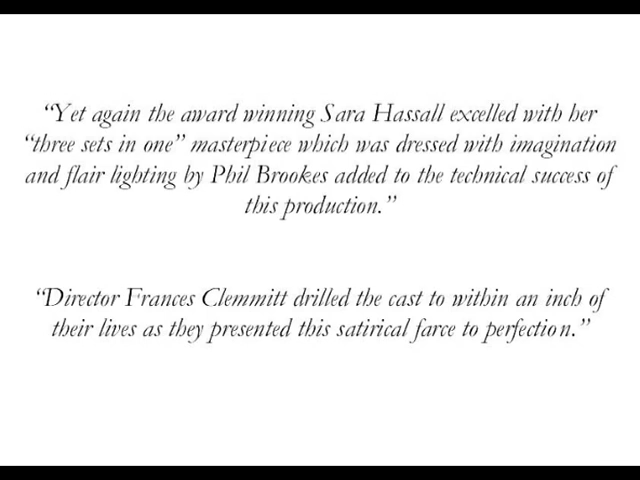 “Yet again the award winning Sara Hassall excelled with her
“three sets in one” masterpiece which was dressed with imagination
and flair lighting by Phil Brookes added to the technical success of
this production.”
“Director Frances Clemmitt drilled the cast to within an inch of
their lives as they presented this satirical farce to perfection.”